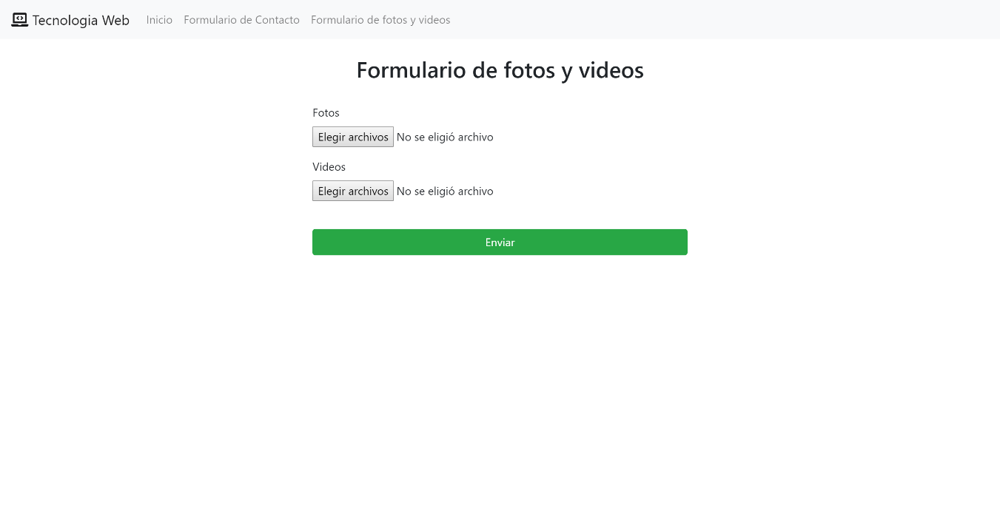 Tecnologia Web Inicio Formulario de Contacto Formulario de fotos y videos
Formulario de fotos y videos
Fotos
Elegir archivos No se eligió archivo
Videos
Elegir archivos No se eligió archivo
Enviar